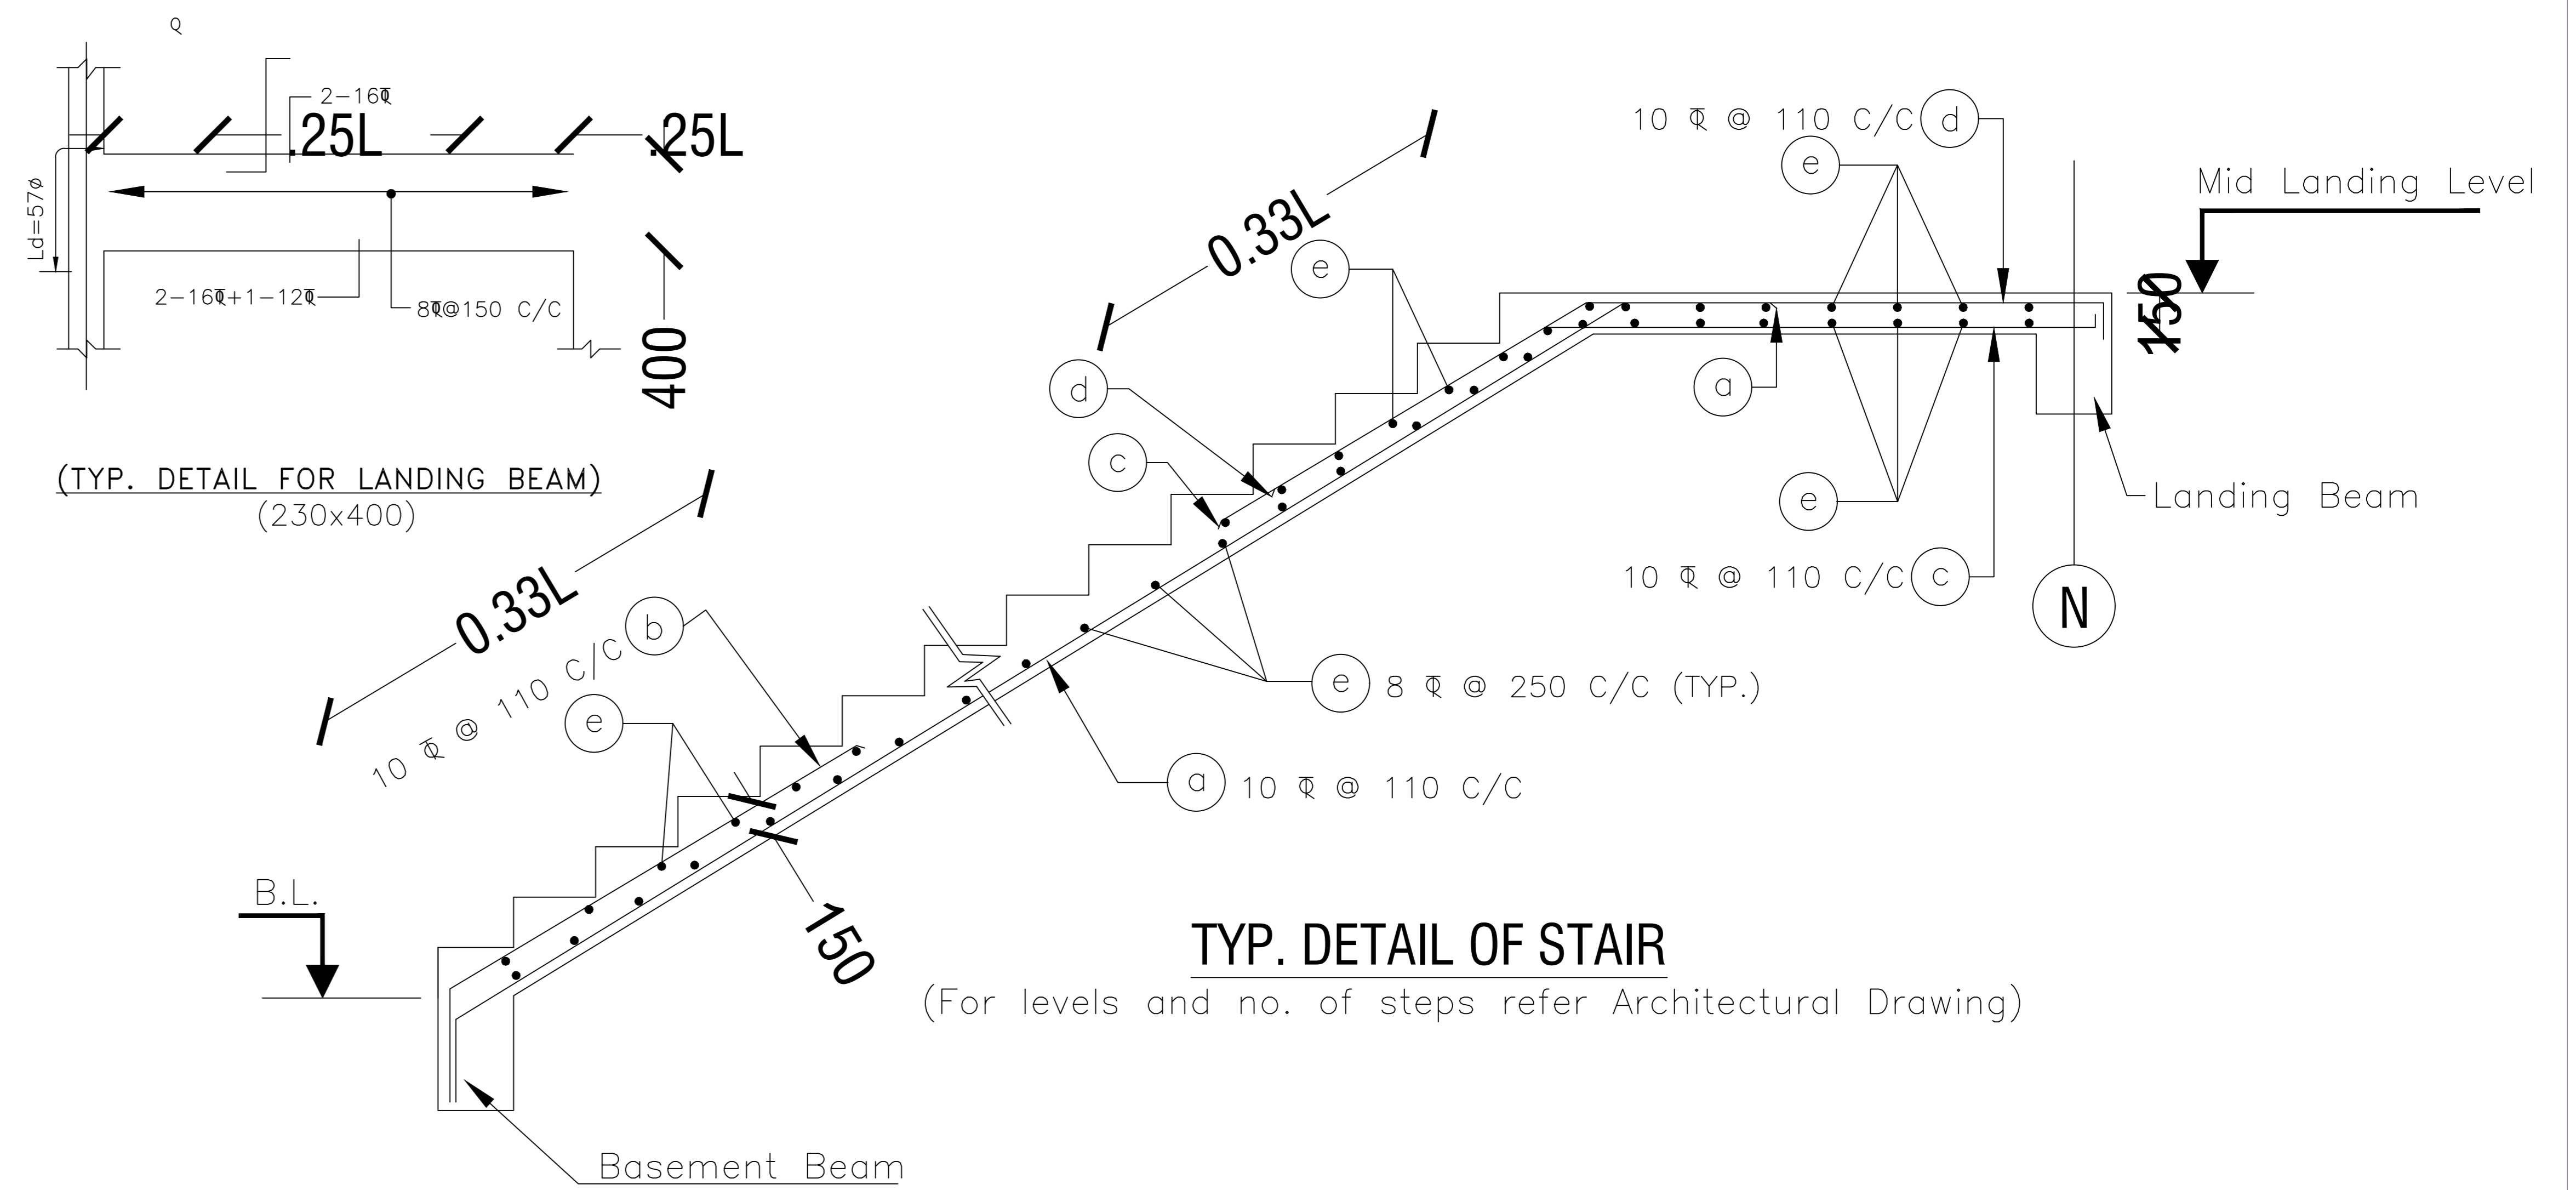 Q
2-16Φ
.25L
.25L
Ld=57ø
2-16Φ+1-12Φ
8Φ@150 C/C
400
(TYP. DETAIL FOR LANDING BEAM)
(230x400)
10 Φ @ 110 C/C
d
e
Mid Landing Level
0.33L
e
150
d
a
c
e
Landing Beam
10 Φ @ 110 C/C
c
N
0.33L
b
10 Φ @ 110 C/C
e
e
8 Φ @ 250 C/C (TYP.)
a
10 Φ @ 110 C/C
B.L.
150
TYP. DETAIL OF STAIR
(For levels and no. of steps refer Architectural Drawing)
Basement Beam